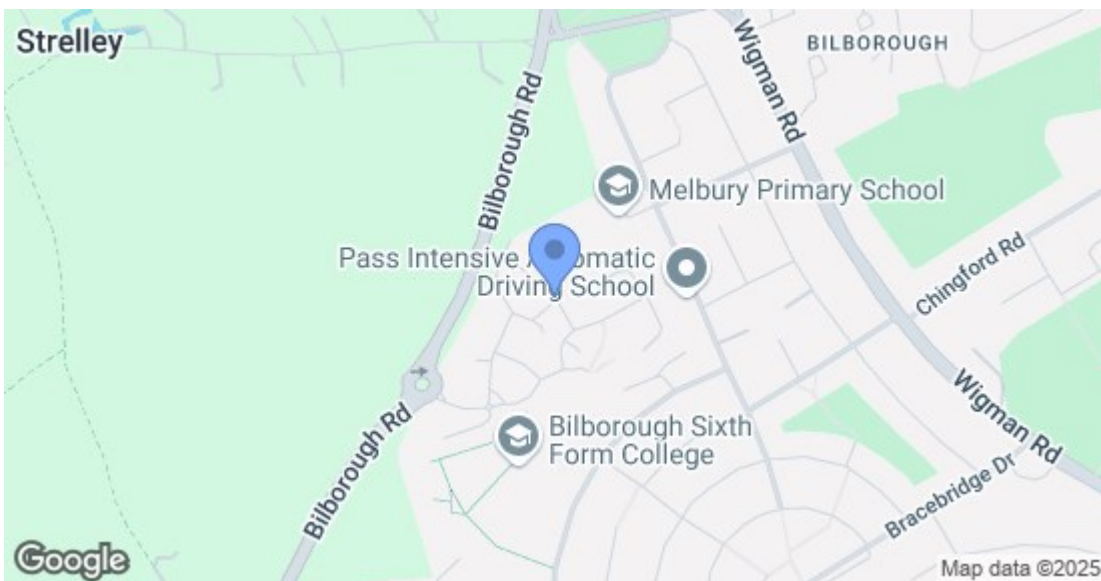 Strelley
BILBOROUGH
Wigman Rd
Bilborough Rd
Melbury Primary School
Pass Intensive Automatic
Driving School
Chingford Rd
Wigman Rd
Bilborough Sixth
Form College
Bilborough Rd
Bracebridge Dr
Google
Map data ©2025